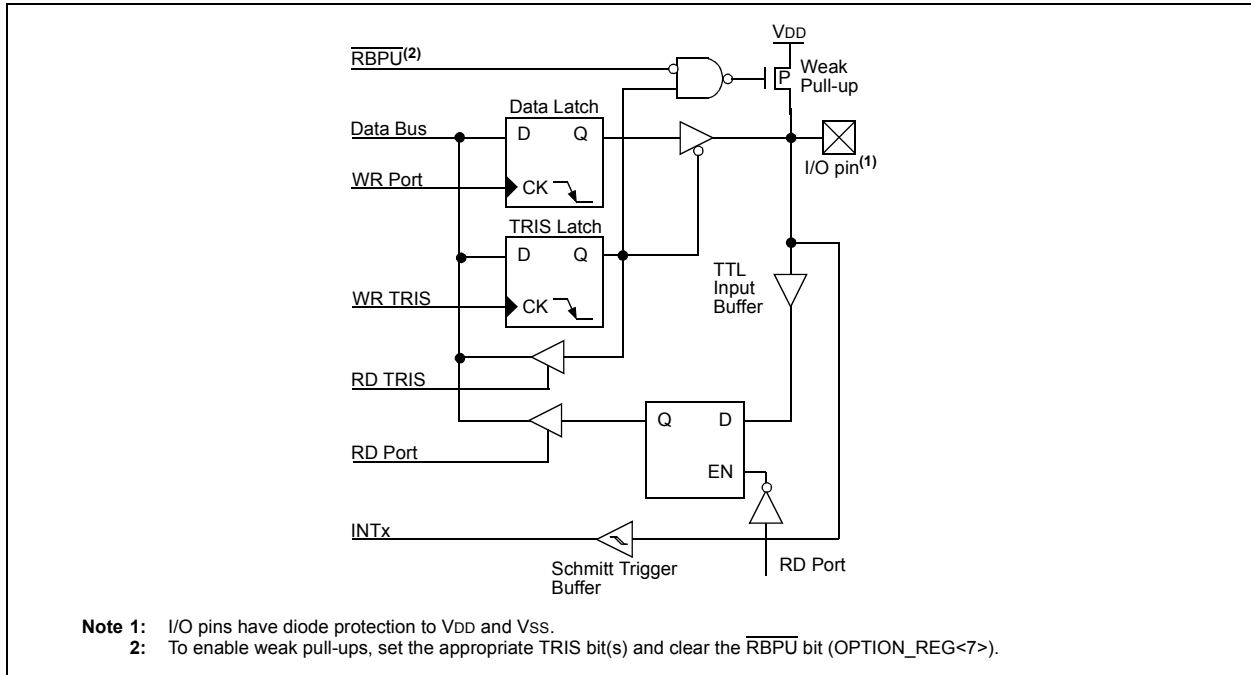 VDD
RBPU(2)
Weak
Pull-up
P
Data Latch
Data Bus
D Q
I/O pin(1)
WR Port
CK
TRIS Latch
D Q
TTL
Input
Buffer
WR TRIS
CK
RD TRIS
Q D
RD Port
EN
INTx
Schmitt Trigger
Buffer
RD Port
Note 1: I/O pins have diode protection to VDD and VSS.
2: To enable weak pull-ups, set the appropriate TRIS bit(s) and clear the RBPU bit (OPTION_REG<7>).